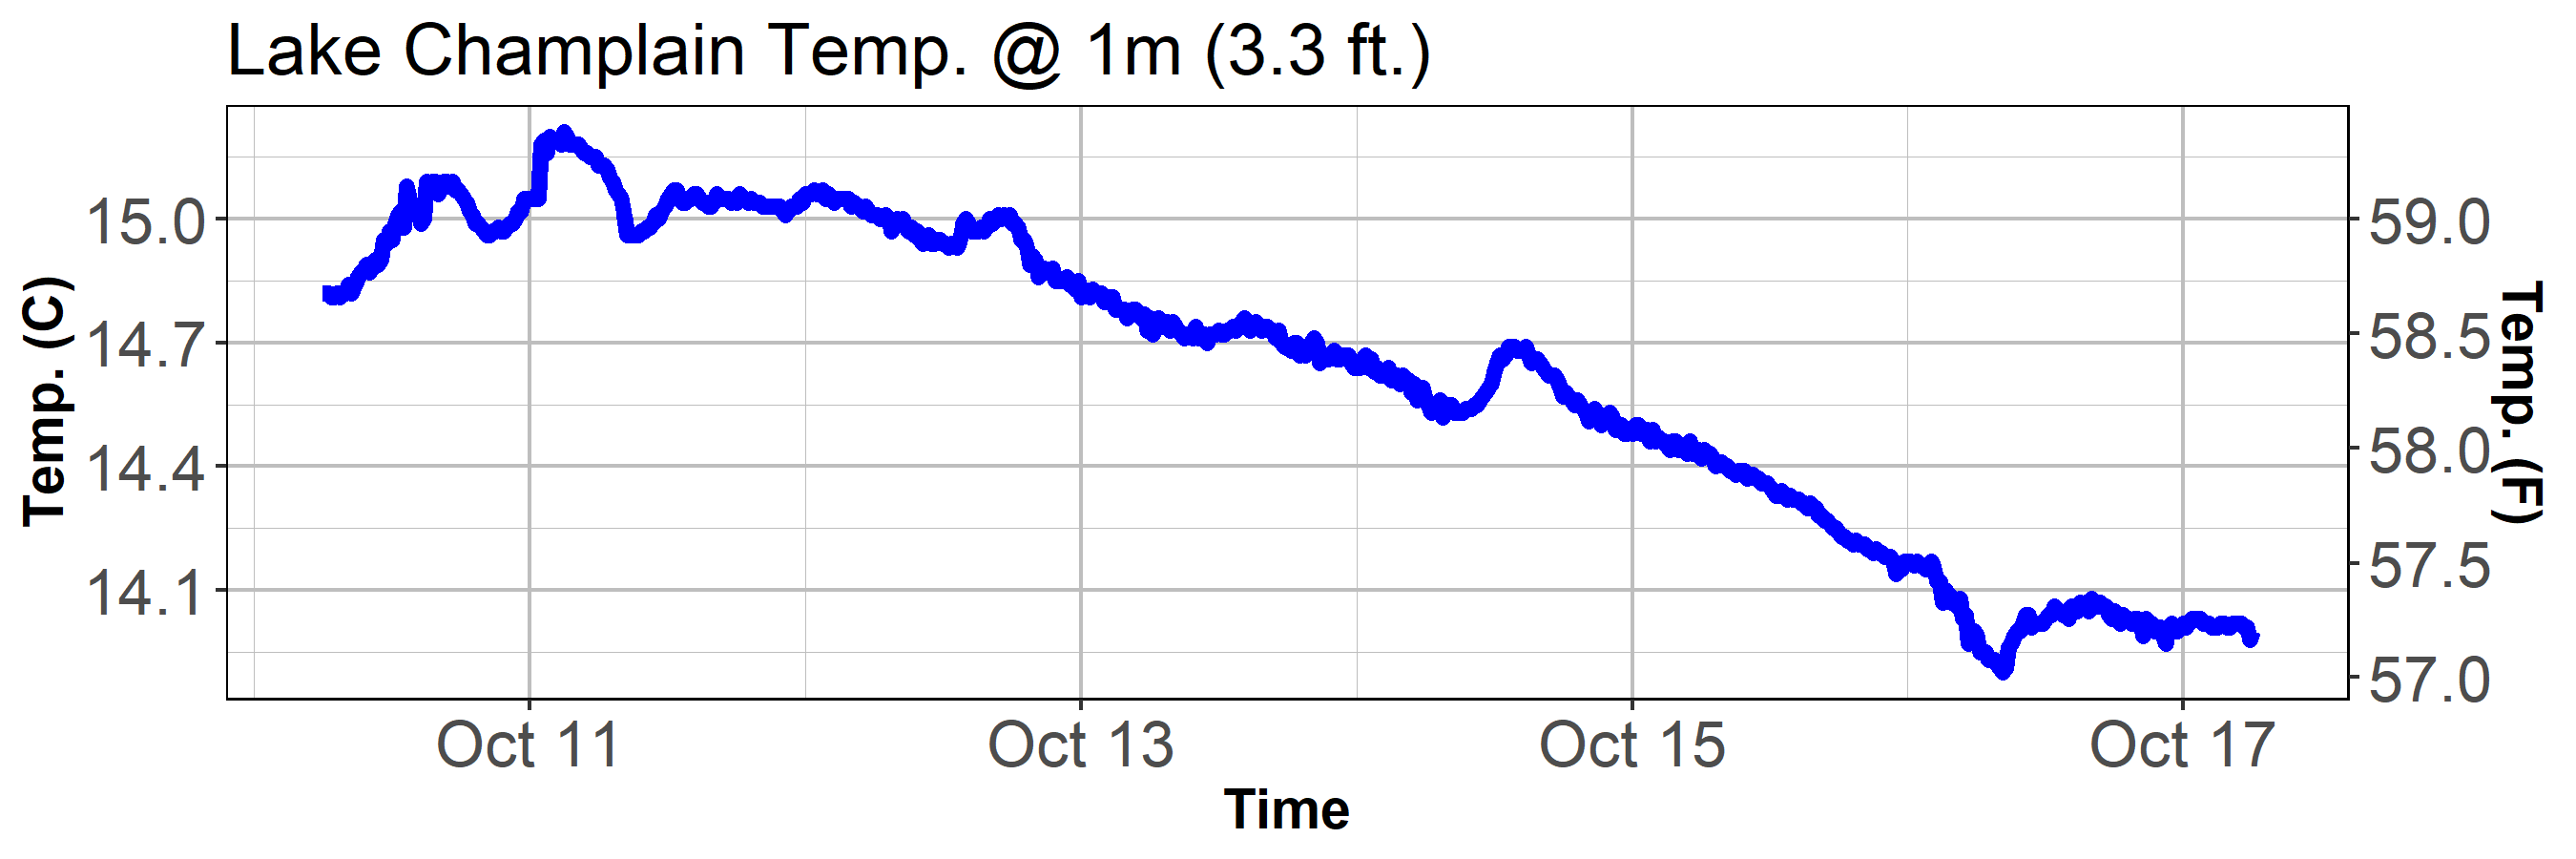 Lake Champlain Temp. @ 1m (3.3 ft.)
Temp. (C)
15.0
14.7
14.4
14.1
59.0
58.5
58.0
57.5
57.0
Temp. (F)
Oct 11
Oct 13
Oct 15
Oct 17
Time